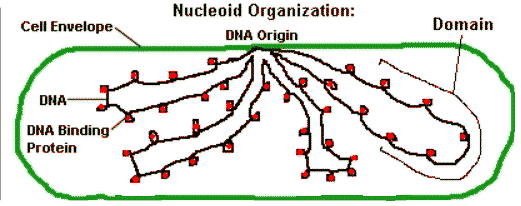 Nucleoid Organization:
Cell Envelope
DNA Origin
Domain
DNA
DNA Binding
Protein